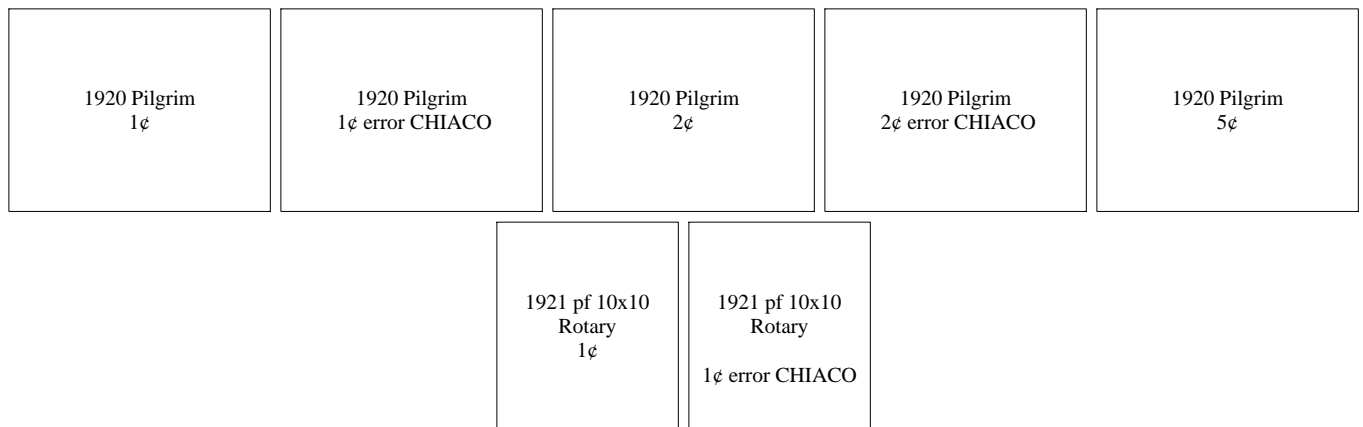 1920 Pilgrim
1¢
1920 Pilgrim
1¢ error CHIACO
1920 Pilgrim
2¢
1920 Pilgrim
2¢ error CHIACO
1920 Pilgrim
5¢
1921 pf 10x10
Rotary
1¢
1921 pf 10x10
Rotary
1¢ error CHIACO